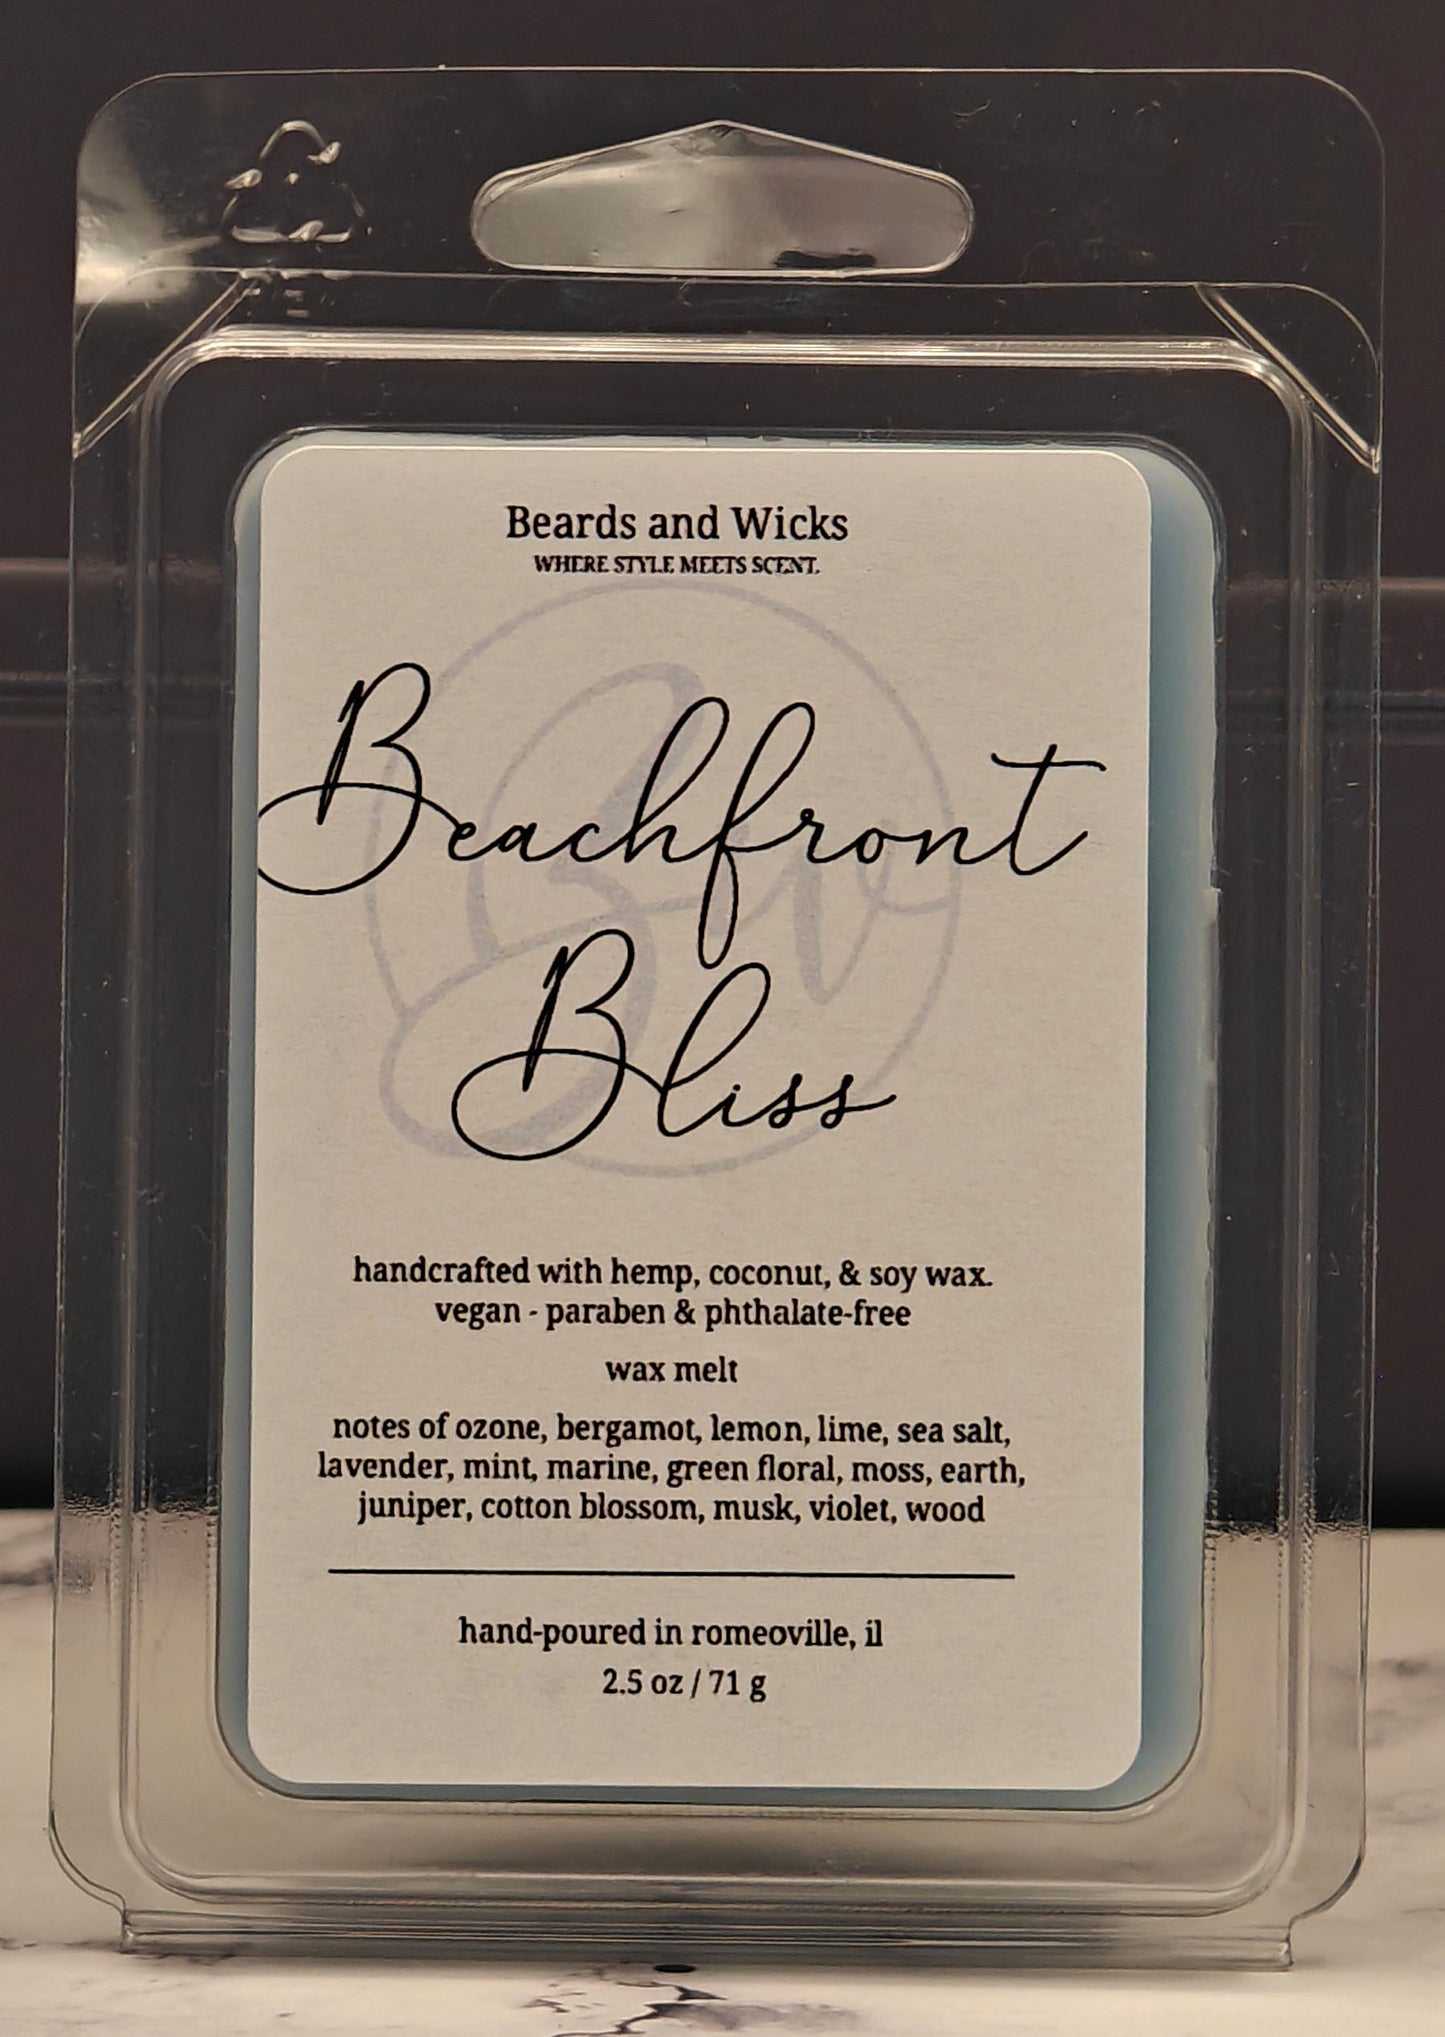 Beards and Wicks
WHERE STYLE MEETS SCENT.
Beachfront
Bliss
handcrafted with hemp, coconut, & soy wax.
vegan - paraben & phthalate-free
wax melt
notes of ozone, bergamot, lemon, lime, sea salt,
lavender, mint, marine, green floral, moss, earth,
juniper, cotton blossom, musk, violet, wood
hand-poured in romeoville, il
2.5 oz / 71 g